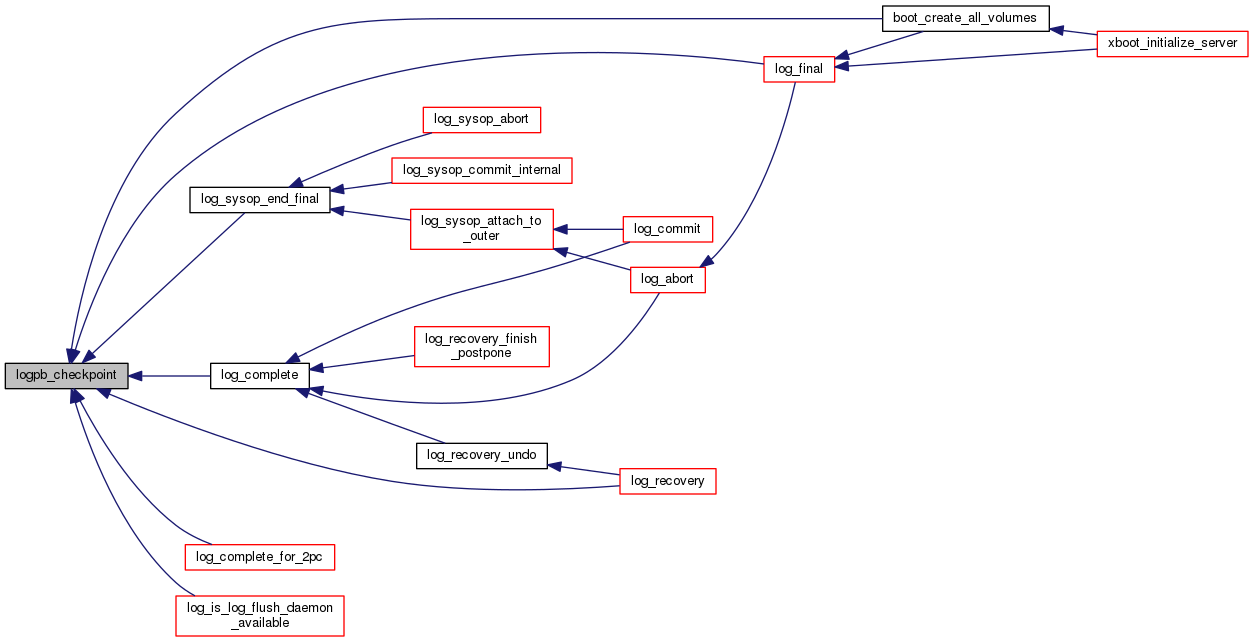 boot_create_all_volumes
xboot_initialize_server
log_final
log_sysop_abort
log_sysop_commit_internal
log_sysop_end_final
log_sysop_attach_to
_outer
log_commit
log_abort
log_recovery_finish
_postpone
logpb_checkpoint
log_complete
log_recovery_undo
log_recovery
log_complete_for_2pc
log_is_log_flush_daemon
_available